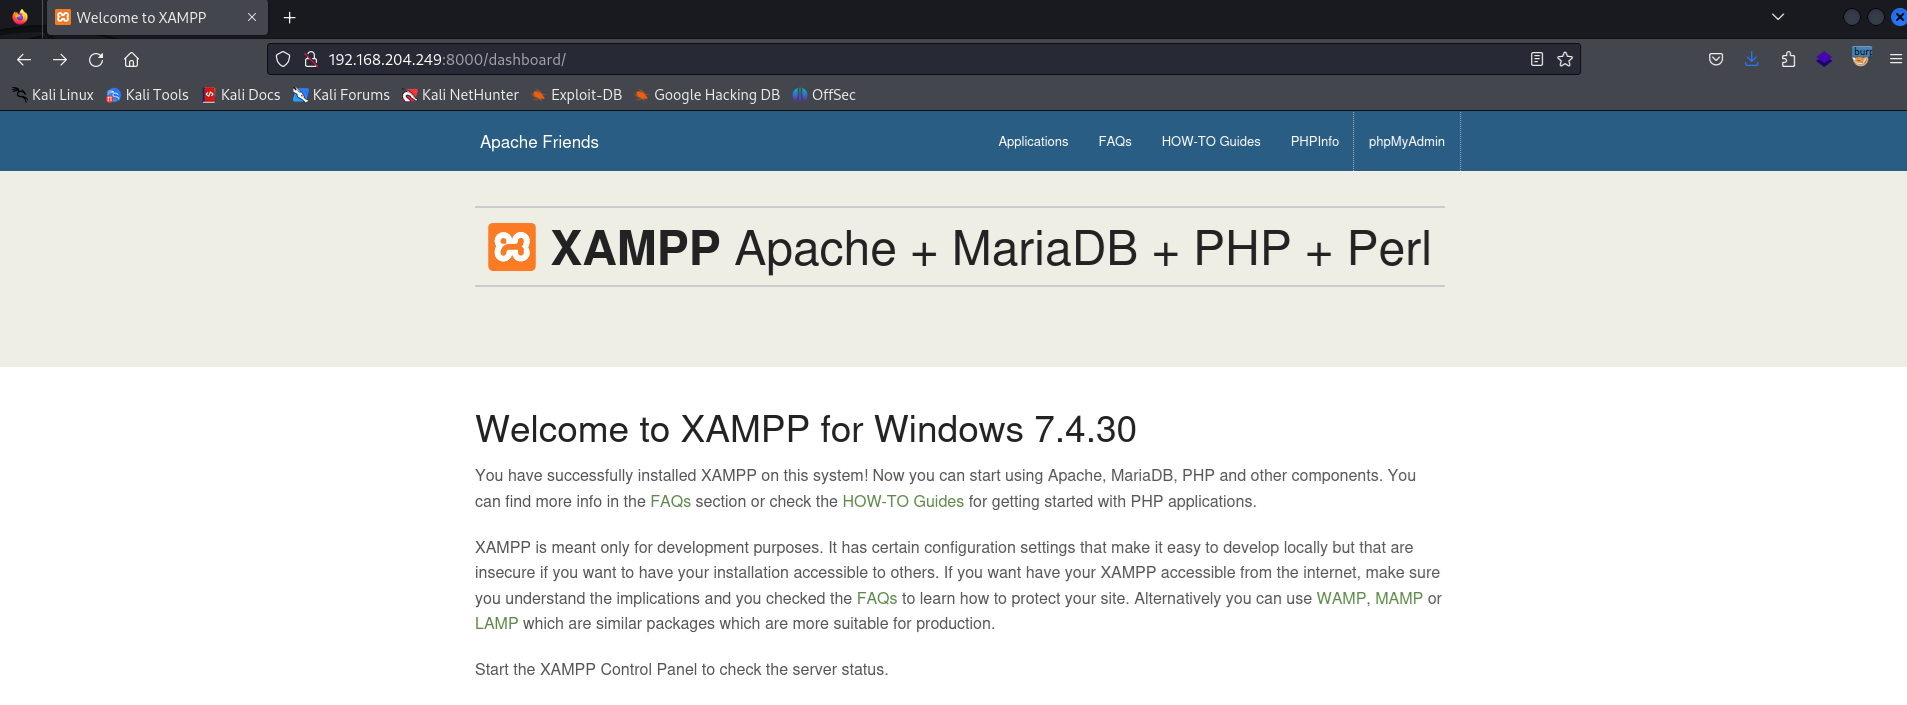 Welcome to XAMPP
192.168.204.249:8000/dashboard/
Kali Linux Kali Tools Kali Docs Kali Forums Kali NetHunter Exploit-DB Google Hacking DB OffSec
Apache Friends Applications FAQs HOW-TO Guides PHPInfo phpMyAdmin
XAMPP Apache + MariaDB + PHP + Perl
Welcome to XAMPP for Windows 7.4.30
You have successfully installed XAMPP on this system! Now you can start using Apache, MariaDB, PHP and other components. You
can find more info in the FAQs section or check the HOW-TO Guides for getting started with PHP applications.
XAMPP is meant only for development purposes. It has certain configuration settings that make it easy to develop locally but that are
insecure if you want to have your installation accessible to others. If you want have your XAMPP accessible from the internet, make sure
you understand the implications and you checked the FAQs to learn how to protect your site. Alternatively you can use WAMP, MAMP or
LAMP which are similar packages which are more suitable for production.
Start the XAMPP Control Panel to check the server status.